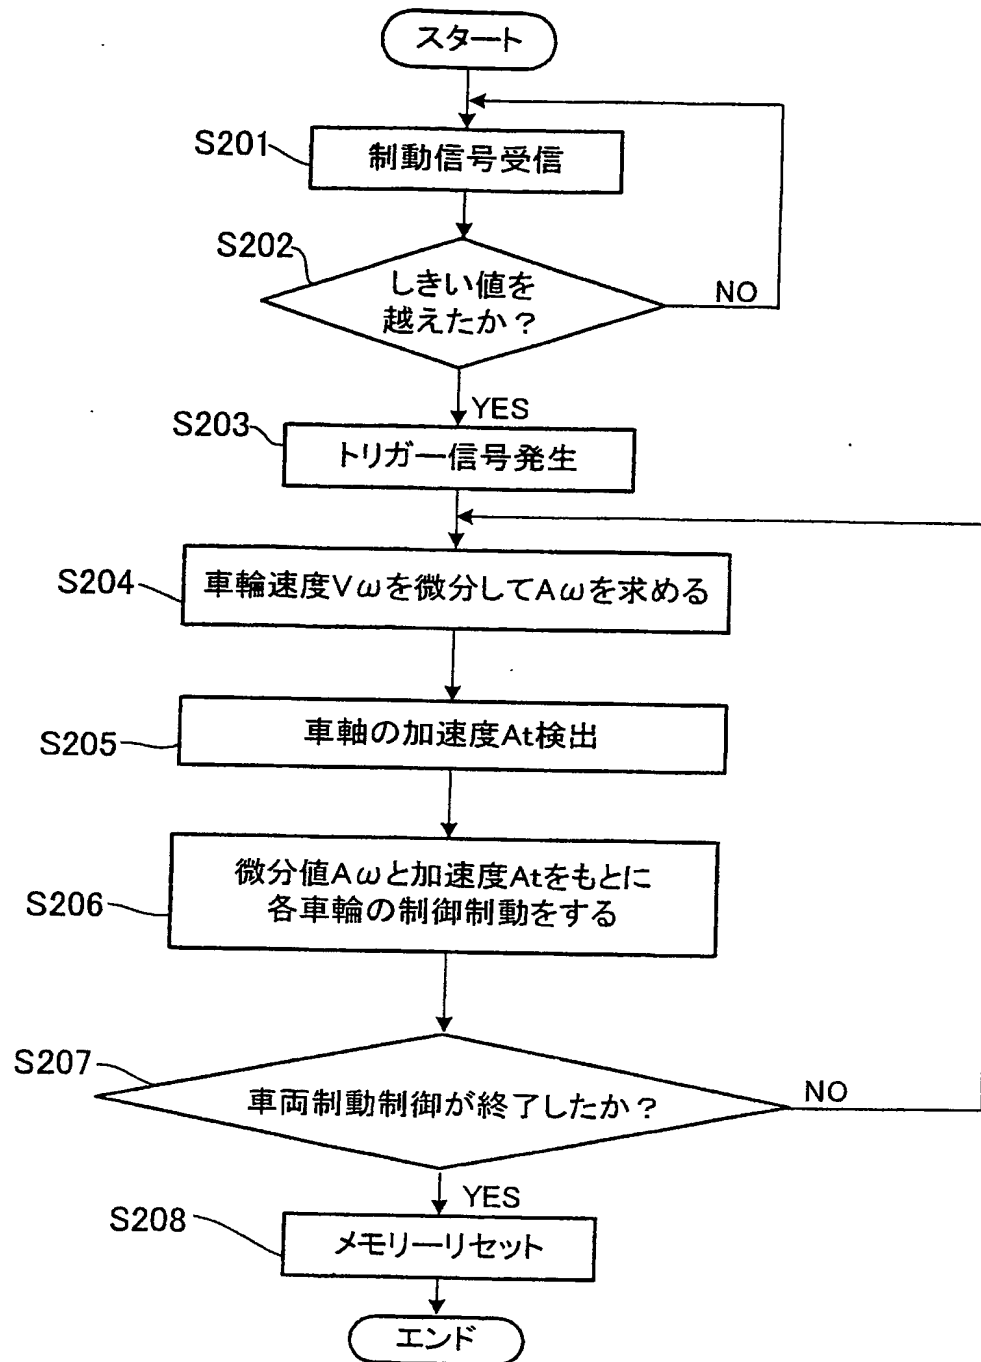 スタート
S201
制動信号受信
S202
しきい値を
越えたか？
NO
YES
S203
トリガー信号発生
S204
車輪速度Vωを微分してAωを求める
S205
車軸の加速度At検出
S206
微分値Aωと加速度Atをもとに
各車輪の制御制動をする
S207
車両制動制御が終了したか？
NO
YES
S208
メモリーリセット
エンド